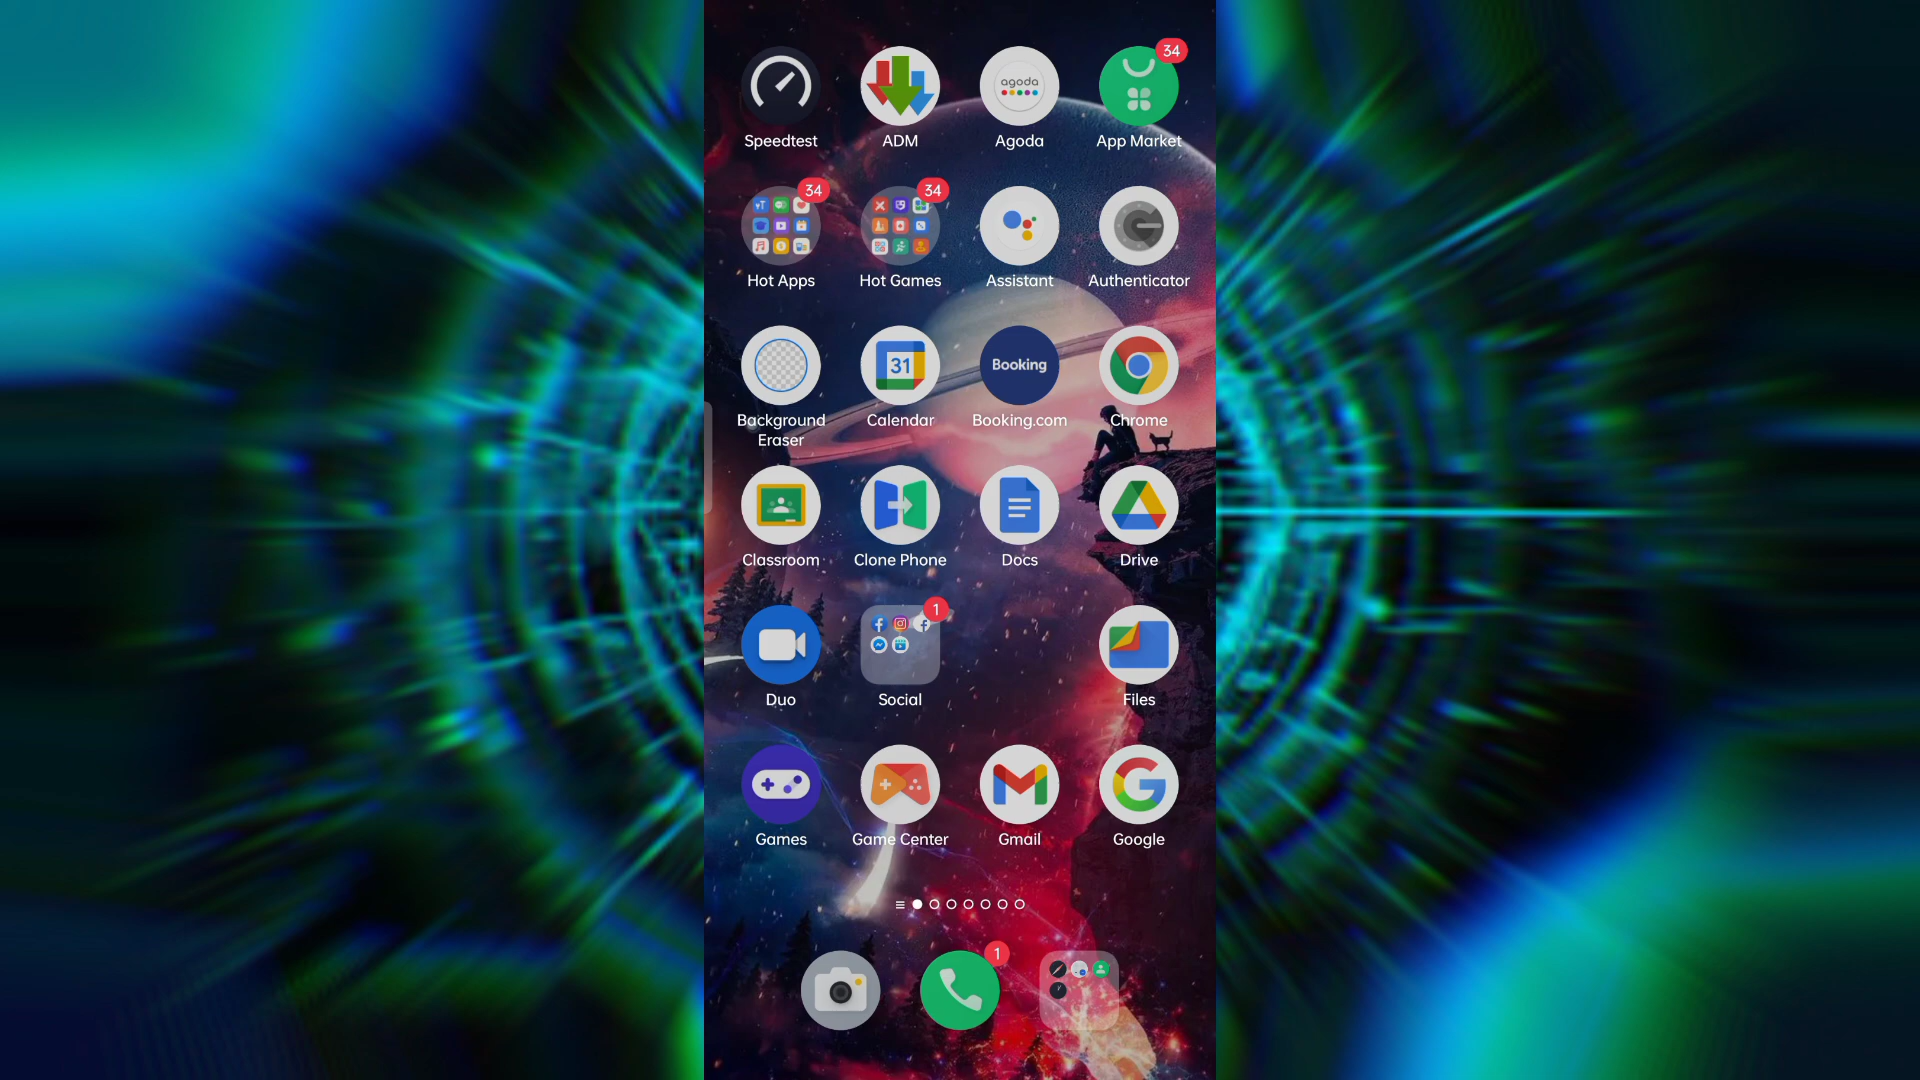 34
agoda
Speedtest
ADM
Agoda
App Market
34
34
Hot Apps
Hot Games
Assistant
Authenticator
31
Booking
Background
Eraser
Calendar
Booking.com
Chrome
Classroom
Clone Phone
Docs
Drive
1
Duo
Social
Files
Games
Game Center
Gmail
Google
1